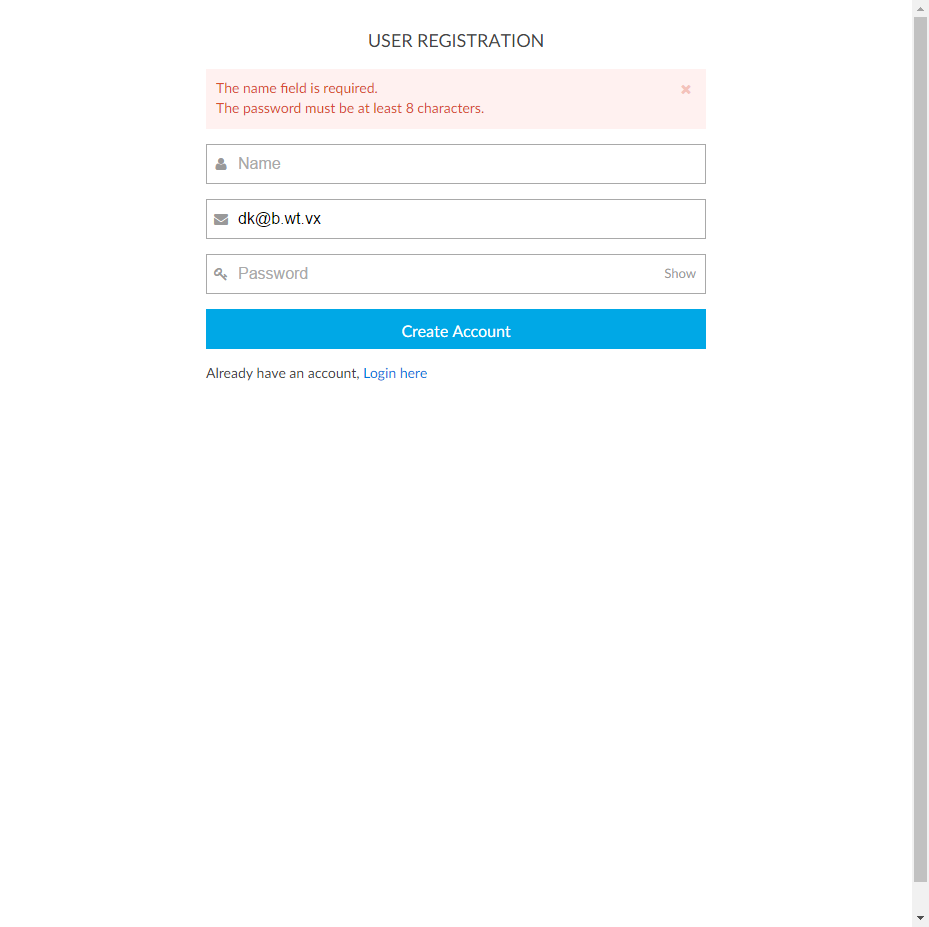 USER REGISTRATION
The name field is required.
The password must be at least 8 characters.
Name
dk@b.wt.vx
Password Show
Create Account
Already have an account, Login here